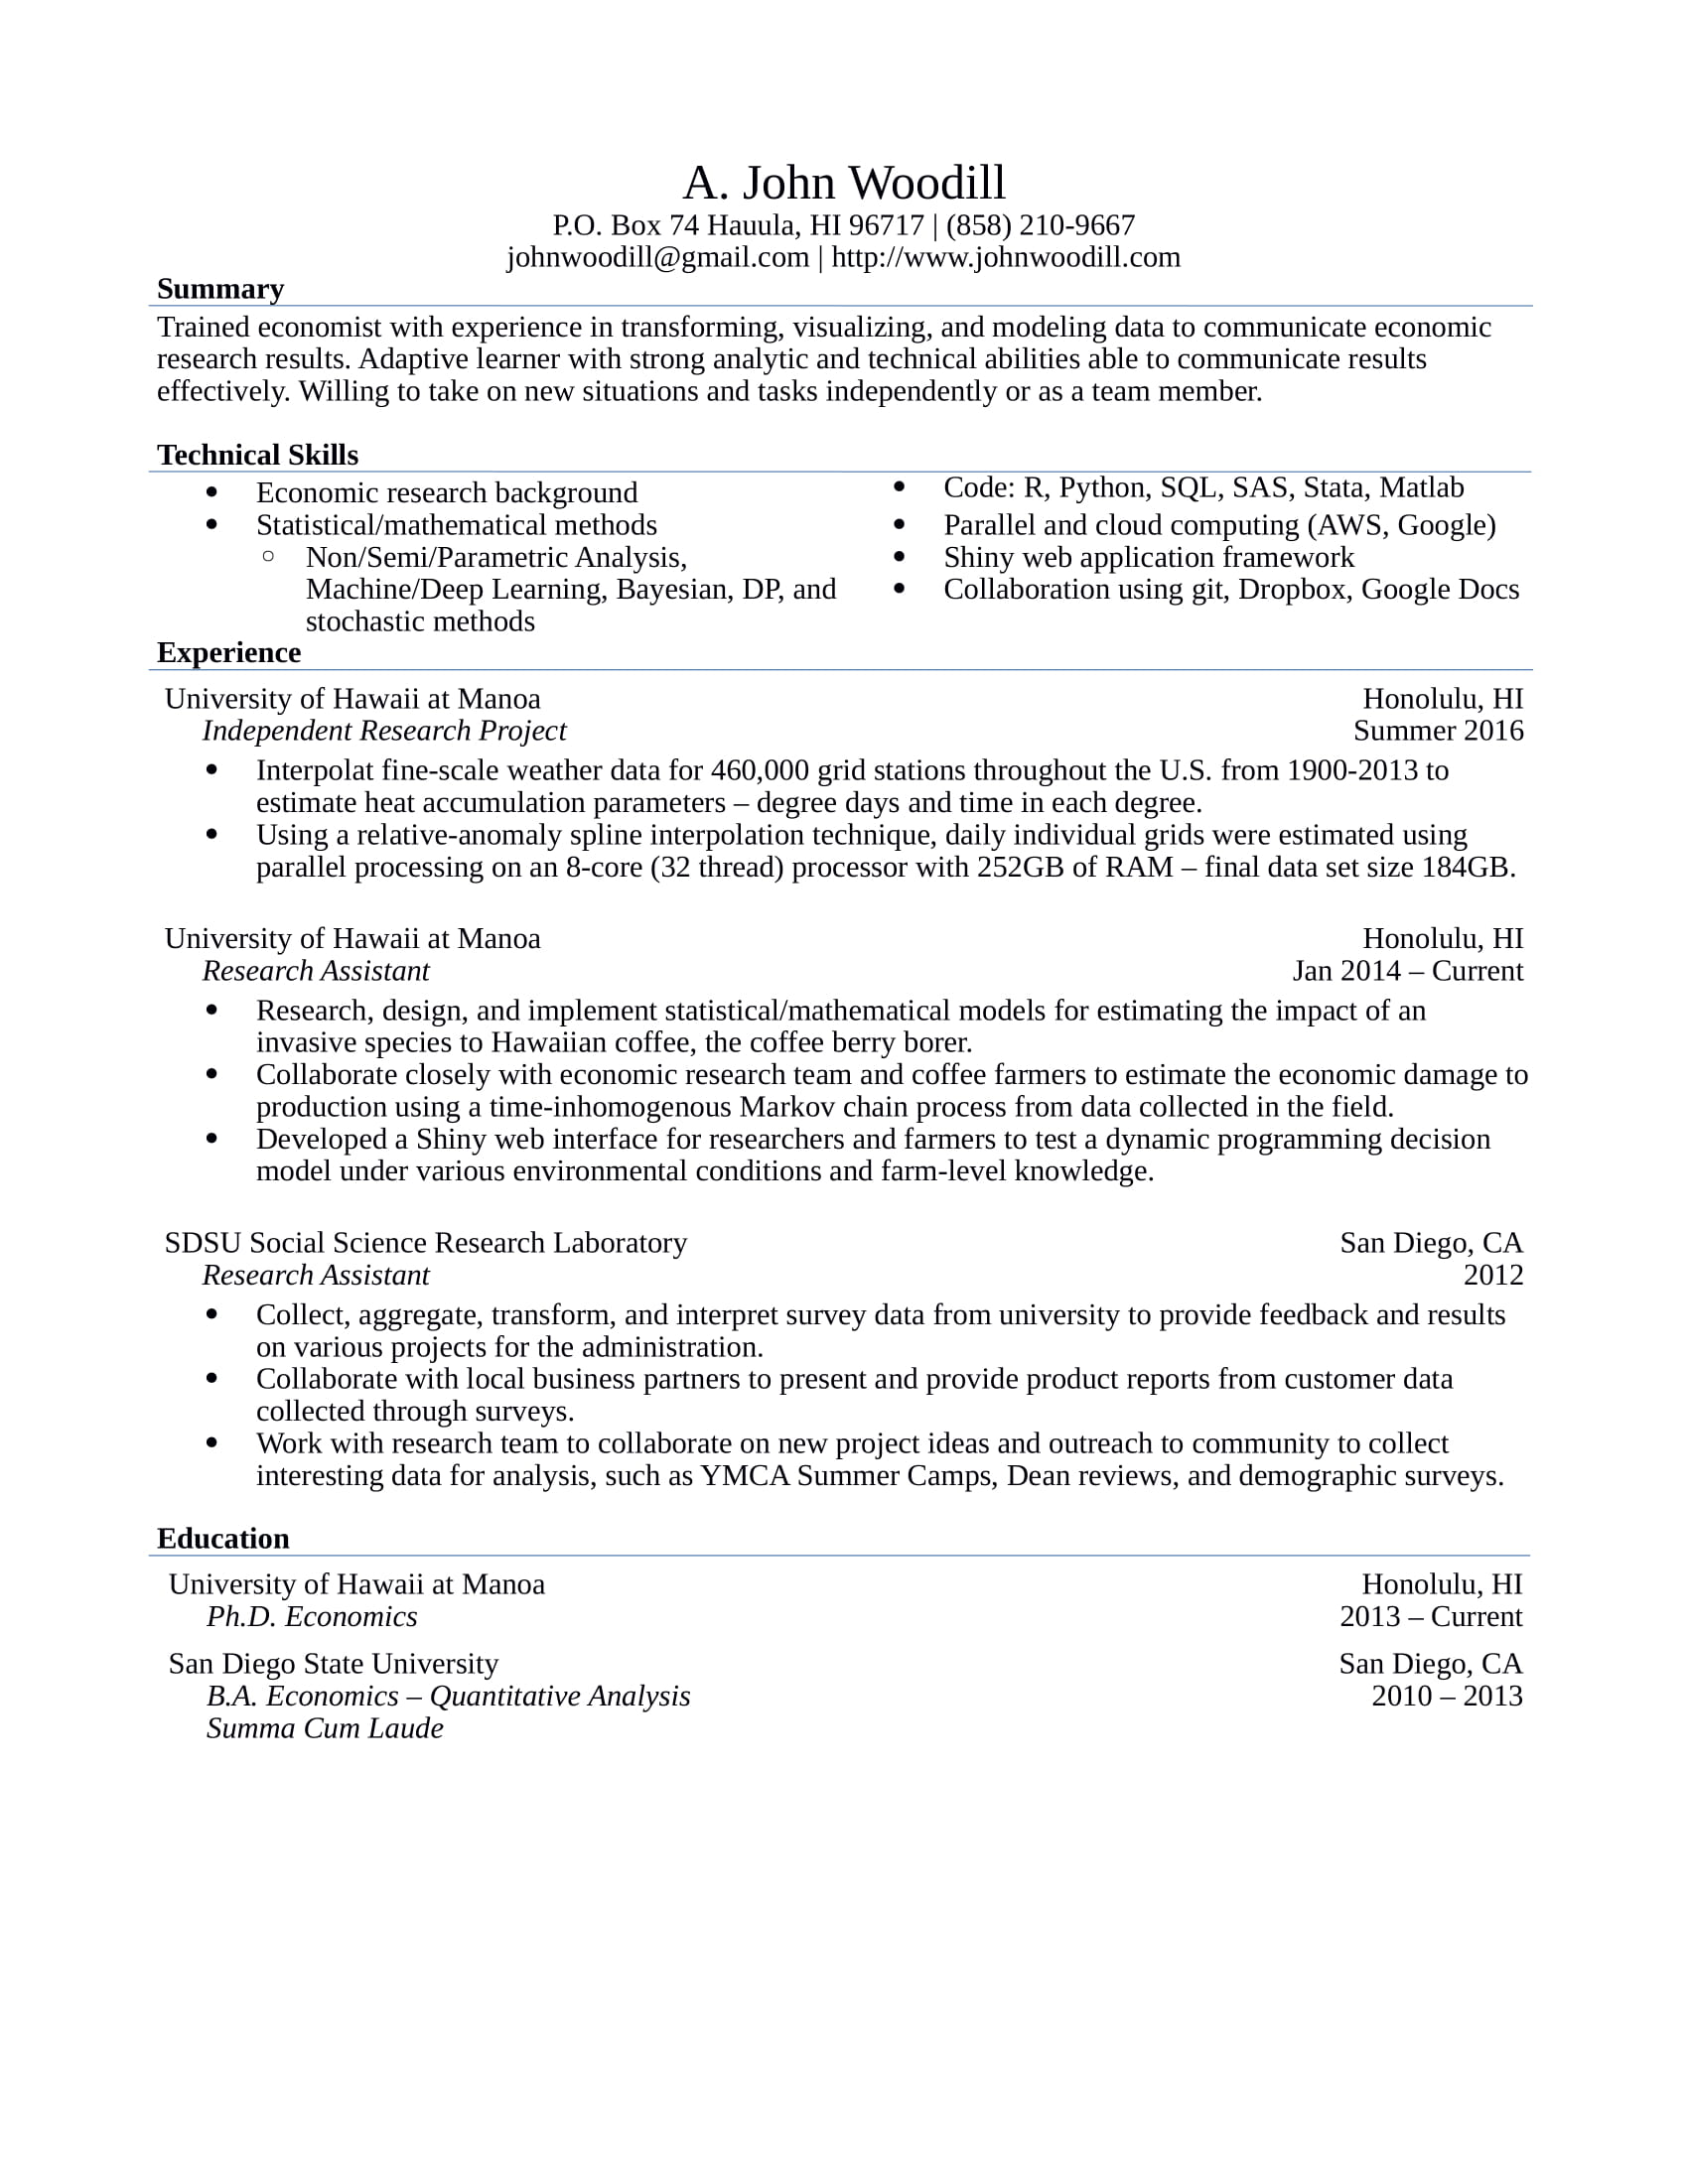 A. John Woodill
P.O. Box 74 Hauula, HI 96717 | (858) 210-9667
johnwoodill@gmail.com | http://www.johnwoodill.com
Summary
Trained economist with experience in transforming, visualizing, and modeling data to communicate economic
research results. Adaptive learner with strong analytic and technical abilities able to communicate results
effectively. Willing to take on new situations and tasks independently or as a team member.
Technical Skills
• Economic research background
• Statistical/mathematical methods
○ Non/Semi/Parametric Analysis,
Machine/Deep Learning, Bayesian, DP, and
stochastic methods
• Code: R, Python, SQL, SAS, Stata, Matlab
• Parallel and cloud computing (AWS, Google)
• Shiny web application framework
• Collaboration using git, Dropbox, Google Docs
Experience
University of Hawaii at Manoa Honolulu, HI
Independent Research Project Summer 2016
• Interpolat fine-scale weather data for 460,000 grid stations throughout the U.S. from 1900-2013 to
estimate heat accumulation parameters – degree days and time in each degree.
• Using a relative-anomaly spline interpolation technique, daily individual grids were estimated using
parallel processing on an 8-core (32 thread) processor with 252GB of RAM – final data set size 184GB.
University of Hawaii at Manoa Honolulu, HI
Research Assistant Jan 2014 – Current
• Research, design, and implement statistical/mathematical models for estimating the impact of an
invasive species to Hawaiian coffee, the coffee berry borer.
• Collaborate closely with economic research team and coffee farmers to estimate the economic damage to
production using a time-inhomogenous Markov chain process from data collected in the field.
• Developed a Shiny web interface for researchers and farmers to test a dynamic programming decision
model under various environmental conditions and farm-level knowledge.
SDSU Social Science Research Laboratory San Diego, CA
Research Assistant 2012
• Collect, aggregate, transform, and interpret survey data from university to provide feedback and results
on various projects for the administration.
• Collaborate with local business partners to present and provide product reports from customer data
collected through surveys.
• Work with research team to collaborate on new project ideas and outreach to community to collect
interesting data for analysis, such as YMCA Summer Camps, Dean reviews, and demographic surveys.
Education
University of Hawaii at Manoa Honolulu, HI
Ph.D. Economics 2013 – Current
San Diego State University San Diego, CA
B.A. Economics – Quantitative Analysis 2010 – 2013
Summa Cum Laude